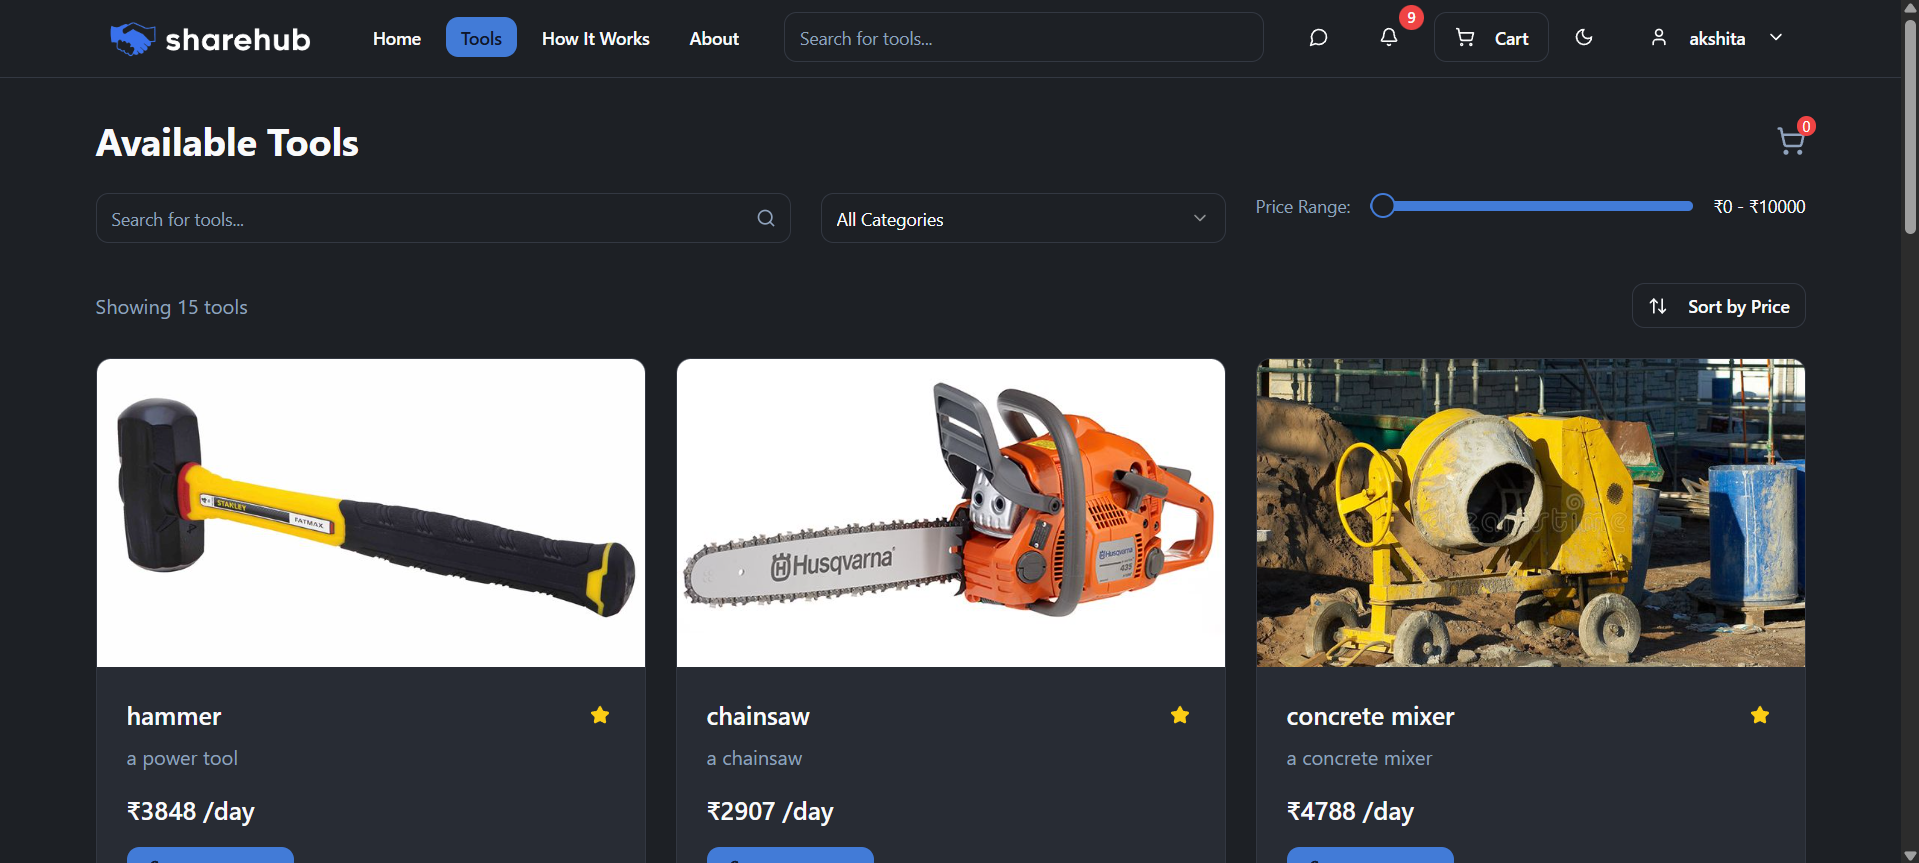 sharehub
Home
Tools
How It Works
About
Search for tools...
9
Cart
akshita
Available Tools
0
Search for tools...
All Categories
Price Range:
₹0 - ₹10000
Showing 15 tools
Sort by Price
STANLEY
FATMAX
Husqvarna
Husqvarna
435
hammer
chainsaw
concrete mixer
a power tool
a chainsaw
a concrete mixer
₹3848 /day
₹2907 /day
₹4788 /day